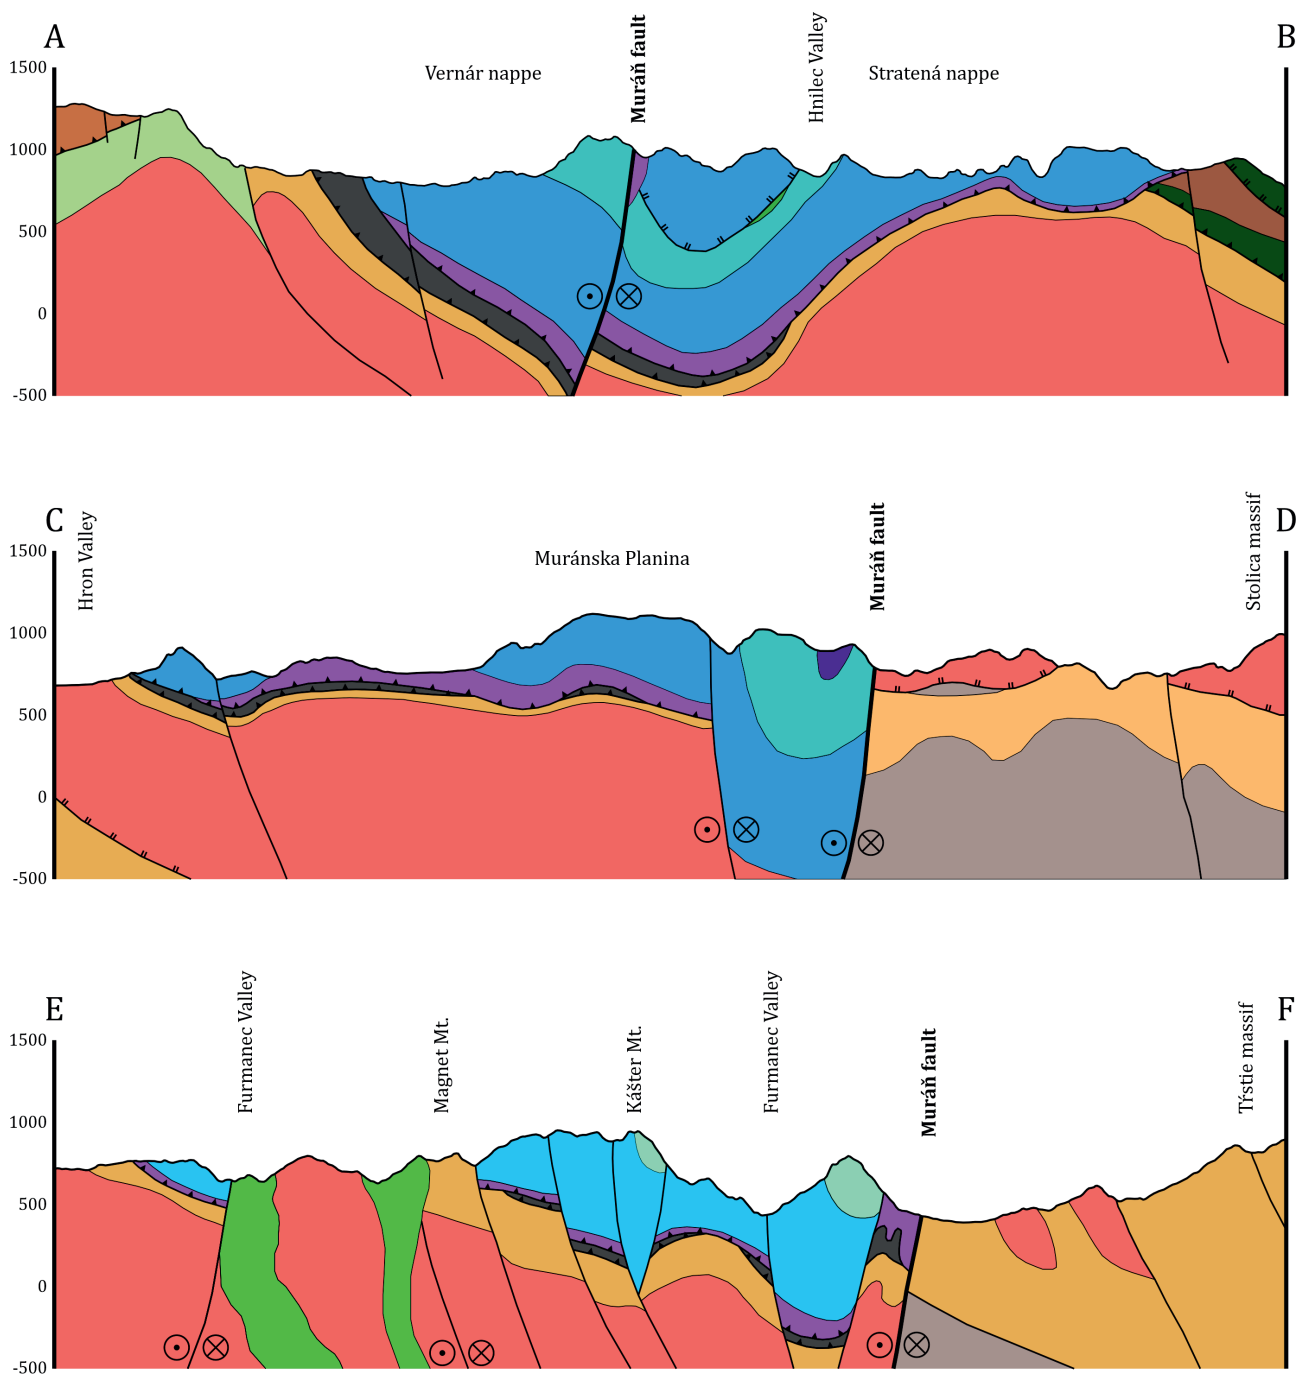 A
B
Vernár nappe
Muráň fault
Hnilec Valley
Stratená nappe
1500
1000
500
0
-500
C
D
Hron Valley
Muránska Planina
Muráň fault
Stolica massif
1500
1000
500
0
-500
E
F
Furmanec Valley
Magnet Mt.
Kášter Mt.
Furmanec Valley
Muráň fault
Tŕstie massif
1500
1000
500
0
-500